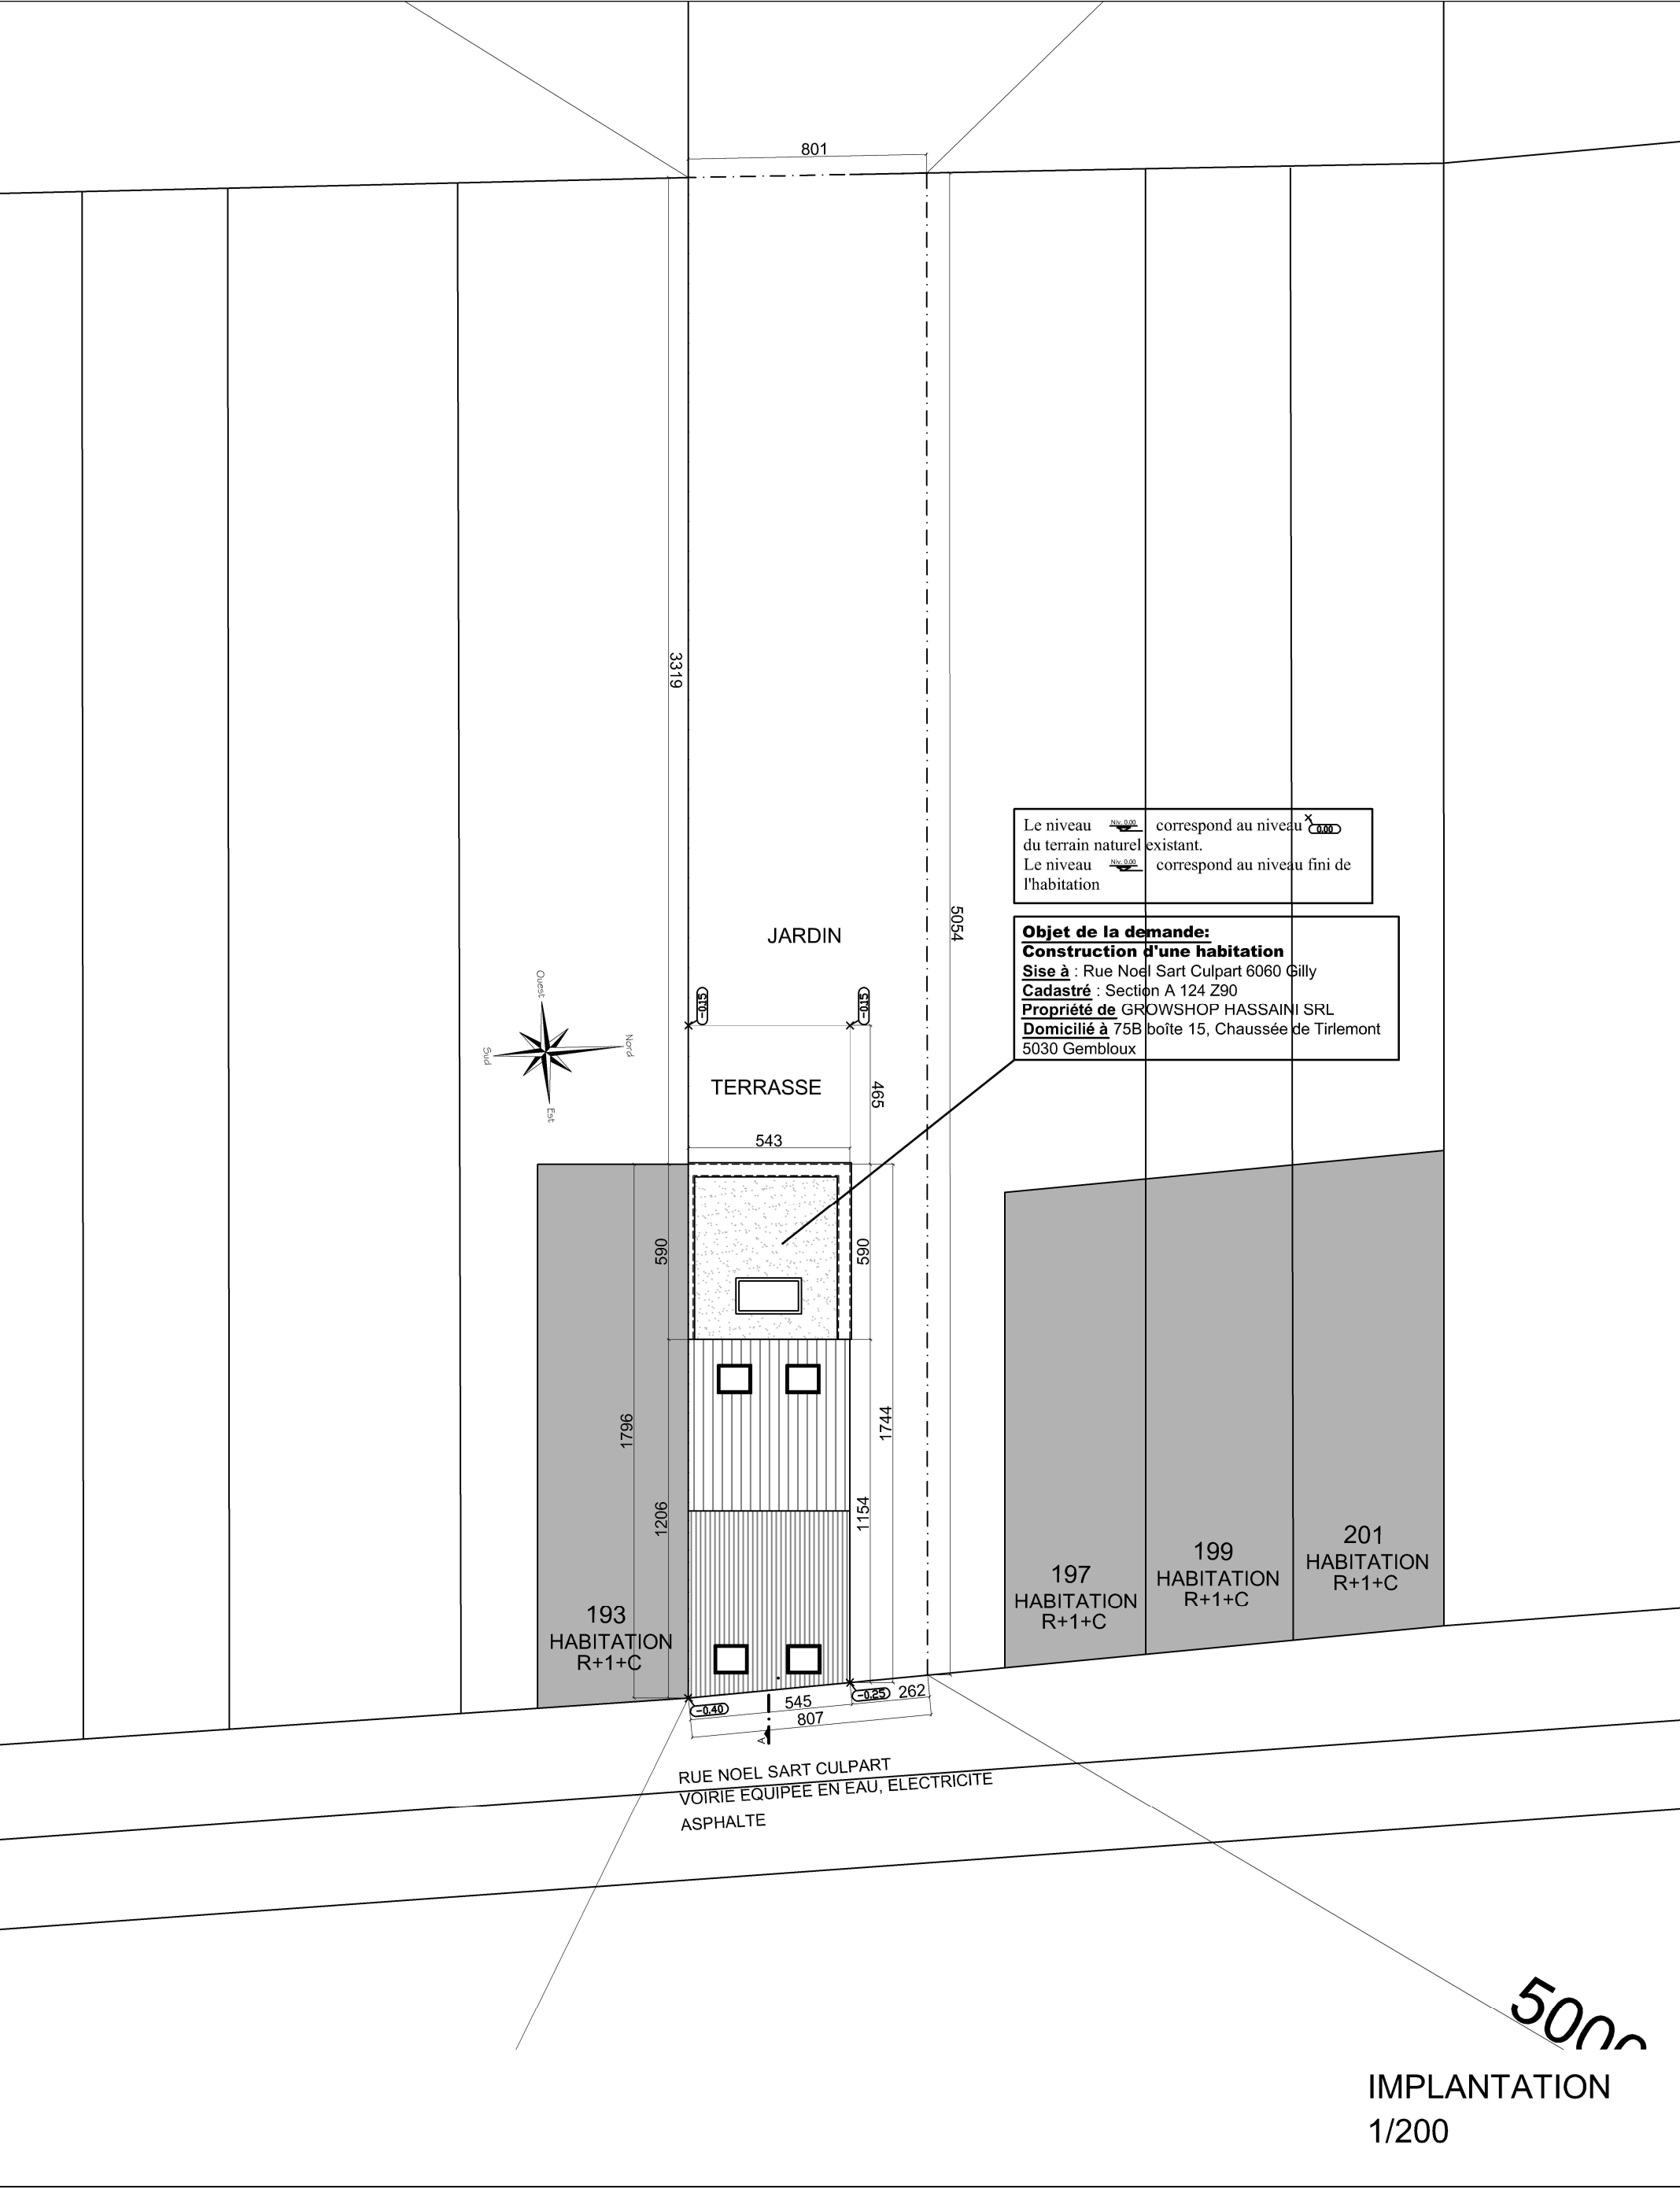 801
3319
5054
Le niveau Niv. 0.00 correspond au niveau 0.00
du terrain naturel existant.
Le niveau Niv. 0.00 correspond au niveau fini de
l'habitation
Objet de la demande:
Construction d'une habitation
Sise à : Rue Noel Sart Culpart 6060 Gilly
Cadastré : Section A 124 Z90
Propriété de GROWSHOP HASSAINI SRL
Domicilié à 75B boîte 15, Chaussée de Tirlemont
5030 Gembloux
JARDIN
-0.15
-0.15
Ouest
Nord
Sud
Est
TERRASSE
465
543
590
590
1796
1744
1206
1154
193
HABITATION
R+1+C
197
HABITATION
R+1+C
199
HABITATION
R+1+C
201
HABITATION
R+1+C
-0.40
545
-0.25
262
807
A
RUE NOEL SART CULPART
VOIRIE EQUIPEE EN EAU, ELECTRICITE
ASPHALTE
IMPLANTATION
1/200